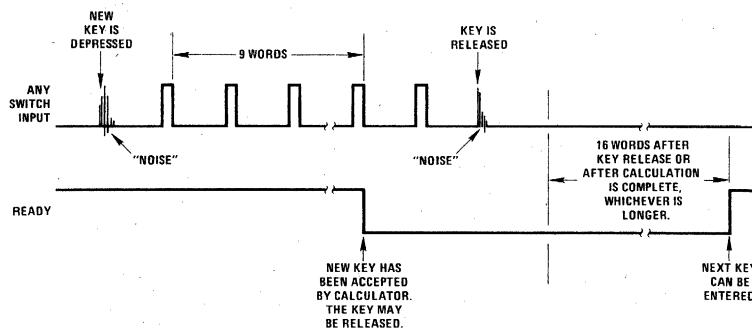 NEW
KEY IS
DEPRESSED
9 WORDS
KEY
IS
RELEASED
ANY
SWITCH
INPUT
"NOISE"
"NOISE"
16 WORDS AFTER
KEY RELEASE OR
AFTER CALCULATION
IS COMPLETE,
WHICHEVER IS
LONGER.
READY
NEW KEY HAS
BEEN ACCEPTED
BY CALCULATOR.
THE KEY MAY
BE RELEASED.
NEXT KEY
CAN BE
ENTERED